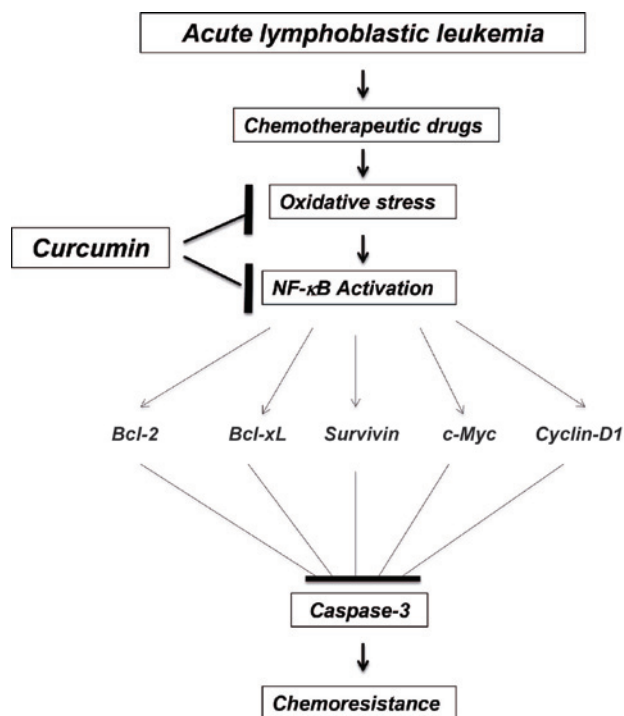 Acute lymphoblastic leukemia
Chemotherapeutic drugs
Oxidative stress
Curcumin
NF-κB Activation
Bcl-2 Bcl-xL Survivin c-Myc Cyclin-D1
Caspase-3
Chemoresistance